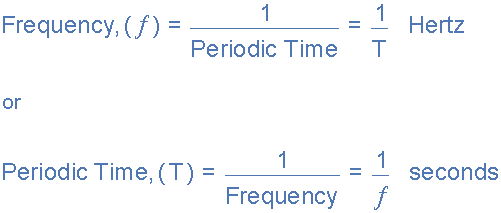 Frequency, (f) = 1/Periodic Time = 1/T Hertz
or
Periodic Time, (T) = 1/Frequency = 1/f seconds